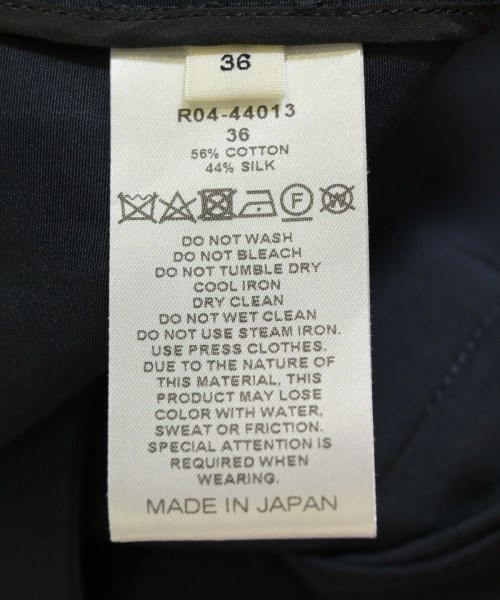 36
R04-44013
36
56% COTTON
44% SILK
F W
DO NOT WASH
DO NOT BLEACH
DO NOT TUMBLE DRY
COOL IRON
DRY CLEAN
DO NOT WET CLEAN
DO NOT USE STEAM IRON.
USE PRESS CLOTHES.
DUE TO THE NATURE OF
THIS MATERIAL, THIS
PRODUCT MAY LOSE
COLOR WITH WATER,
SWEAT OR FRICTION.
SPECIAL ATTENTION IS
REQUIRED WHEN
WEARING.
MADE IN JAPAN